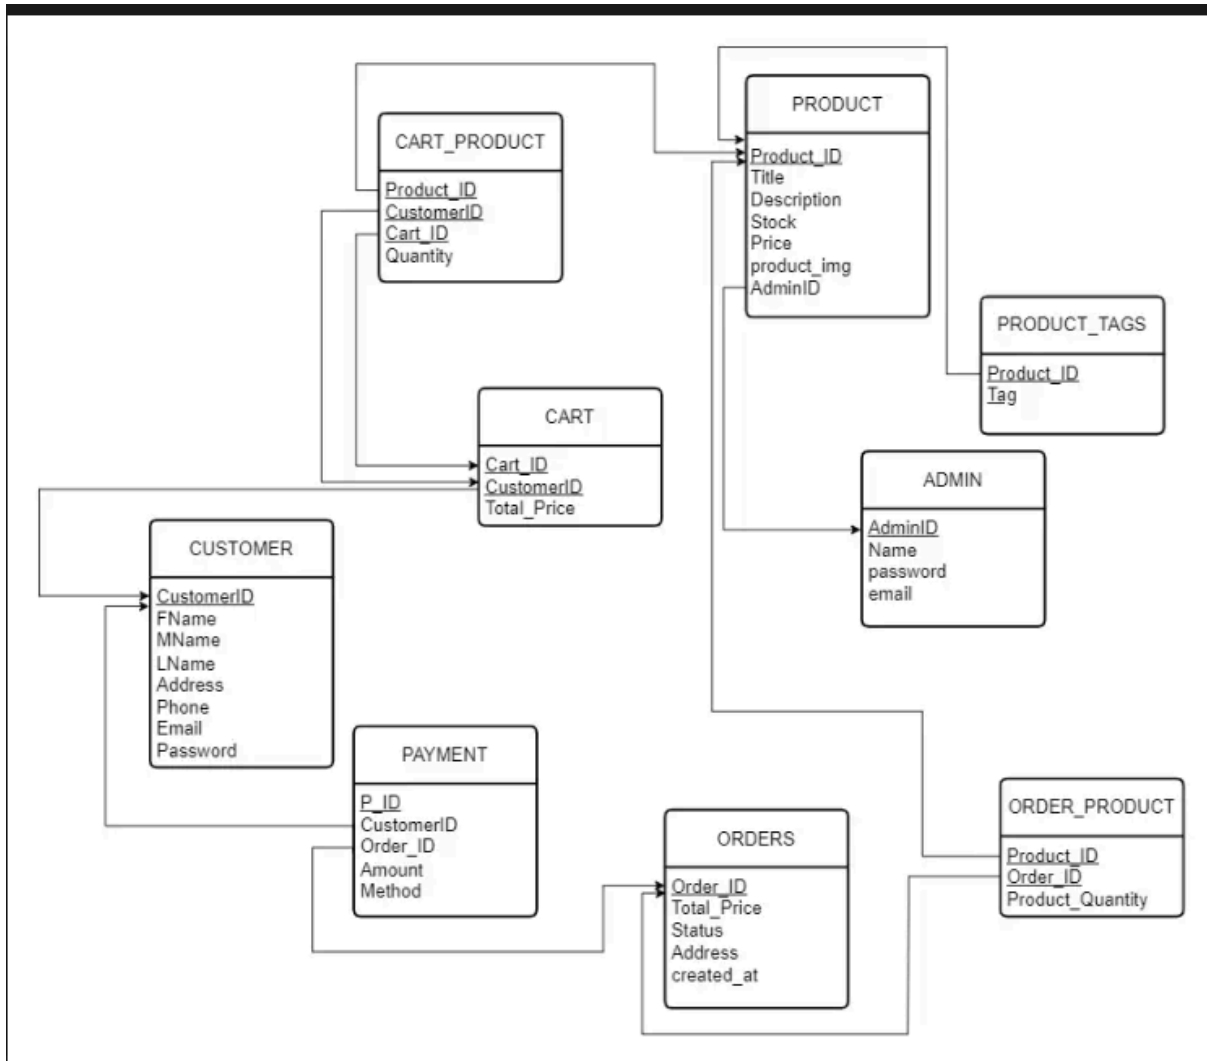 CART_PRODUCT
Product_ID
CustomerID
Cart_ID
Quantity
PRODUCT
Product_ID
Title
Description
Stock
Price
product_img
AdminID
PRODUCT_TAGS
Product_ID
Tag
CART
Cart_ID
CustomerID
Total_Price
ADMIN
AdminID
Name
password
email
CUSTOMER
CustomerID
FName
MName
LName
Address
Phone
Email
Password
PAYMENT
P_ID
CustomerID
Order_ID
Amount
Method
ORDERS
Order_ID
Total_Price
Status
Address
created_at
ORDER_PRODUCT
Product_ID
Order_ID
Product_Quantity